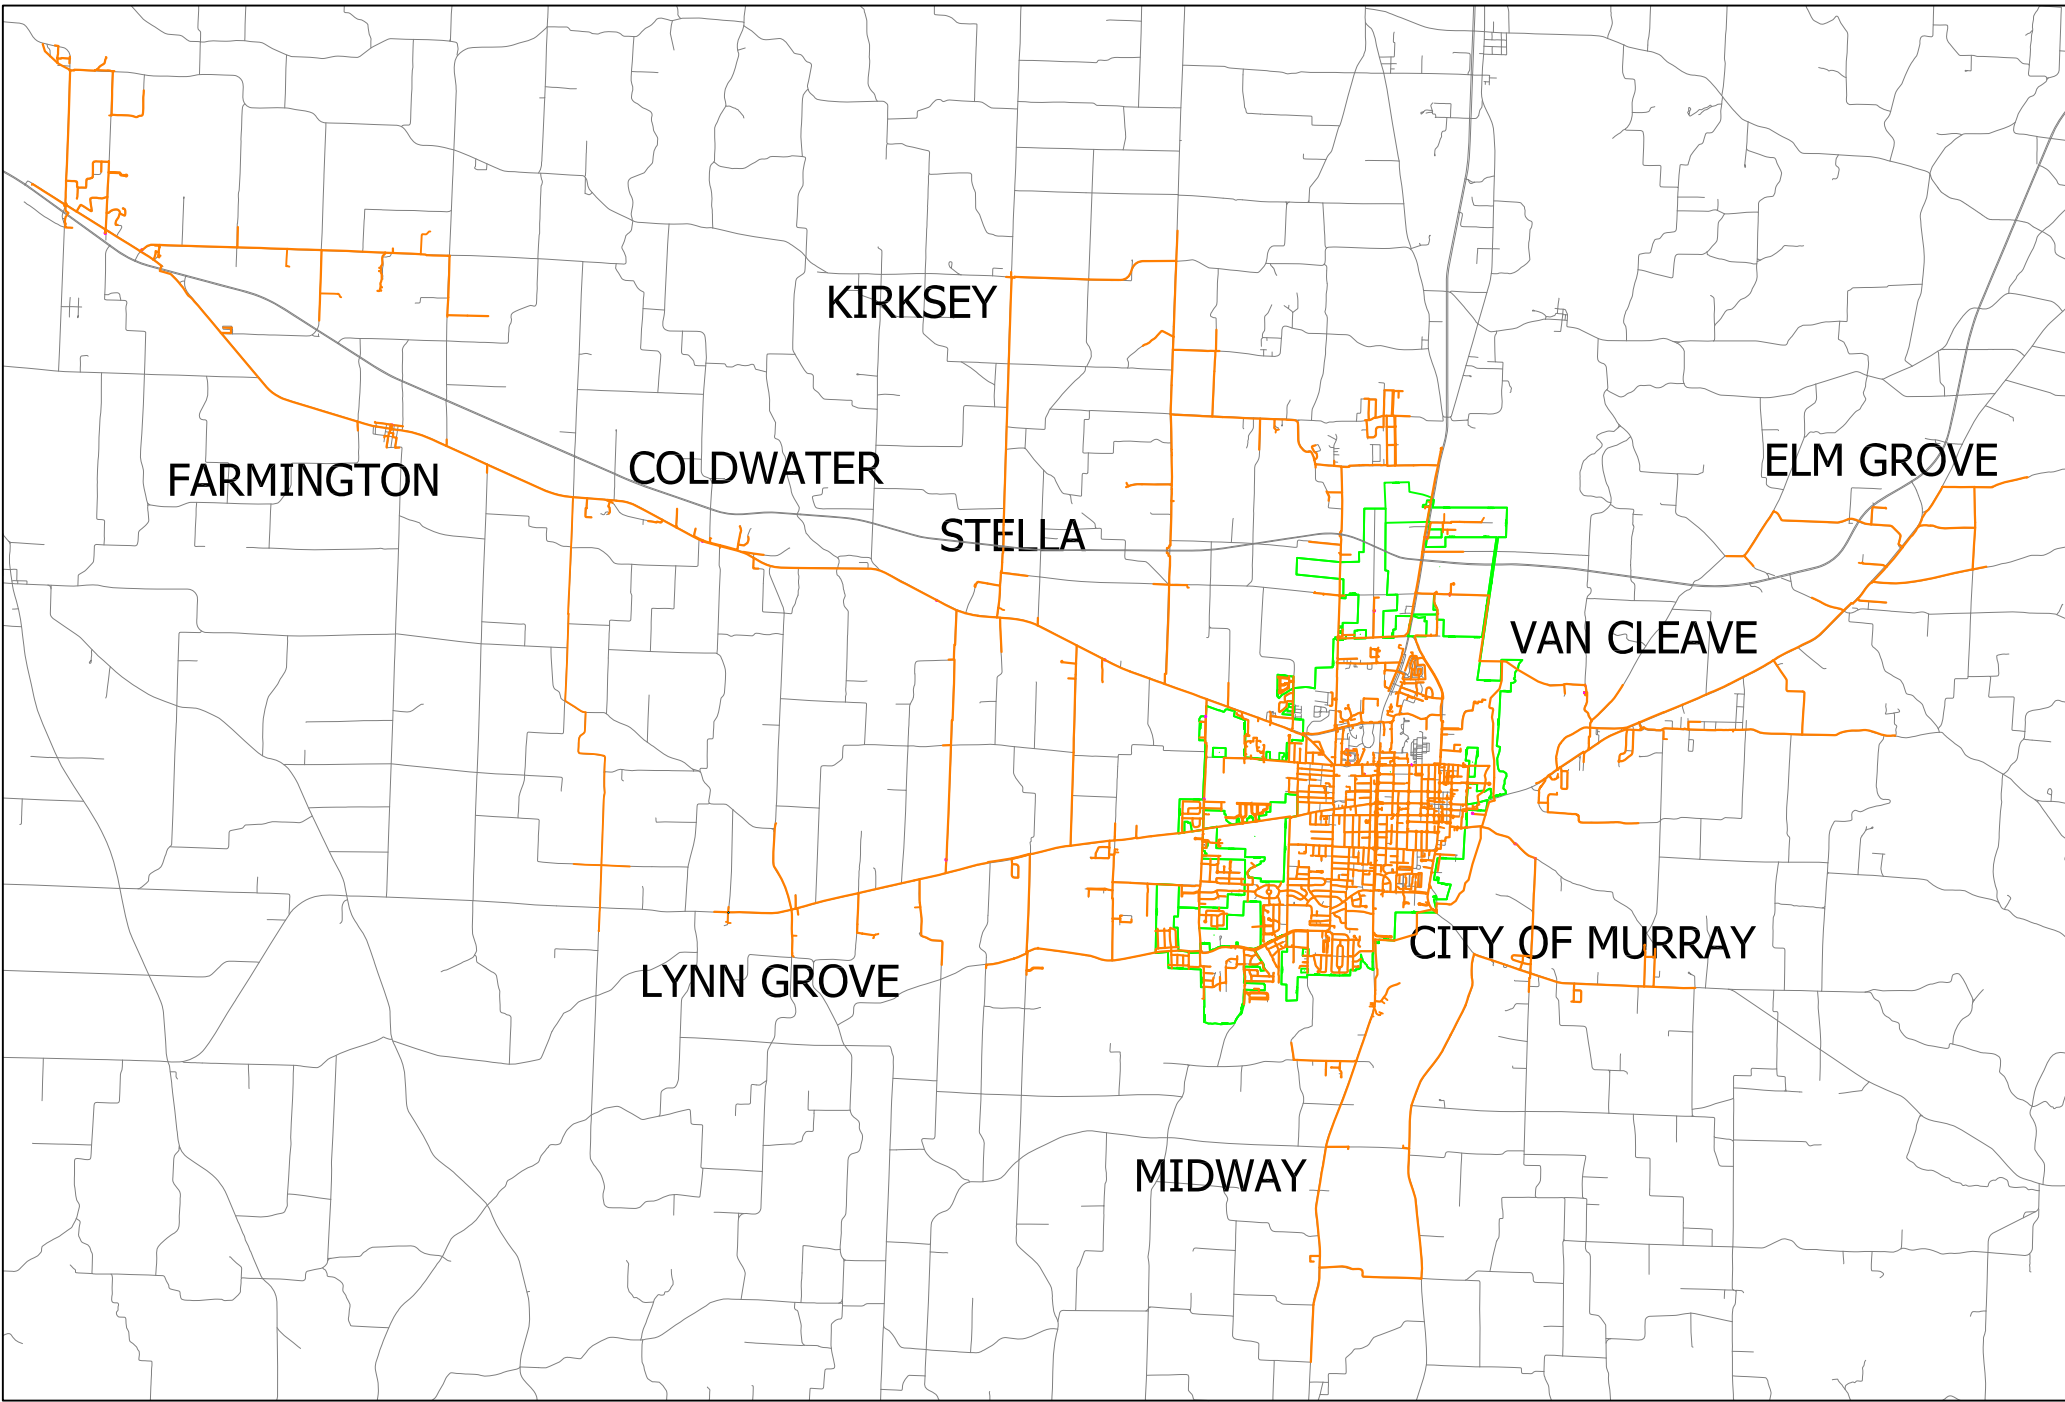 KIRKSEY
ELM GROVE
COLDWATER
FARMINGTON
STELLA
VAN CLEAVE
CITY OF MURRAY
LYNN GROVE
MIDWAY